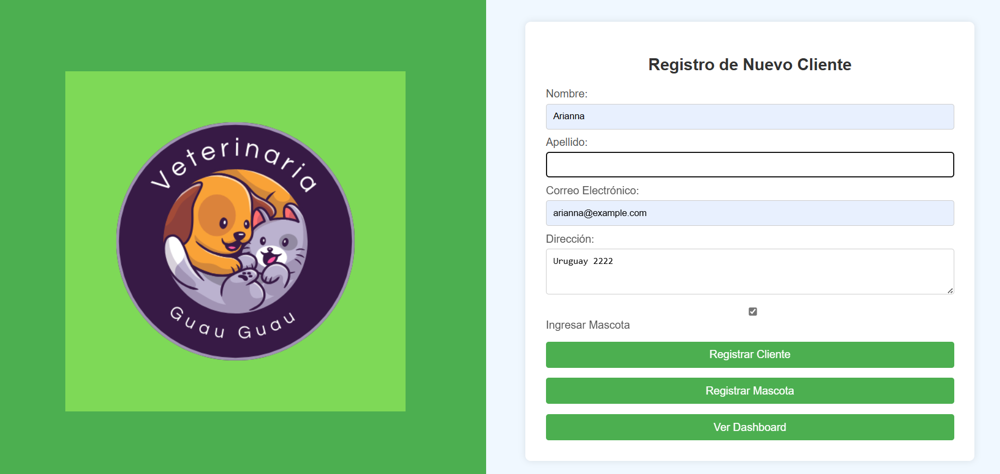 Veterinaria
Guau Guau
Registro de Nuevo Cliente
Nombre:
Arianna
Apellido:
Correo Electrónico:
arianna@example.com
Dirección:
Uruguay 2222
Ingresar Mascota
Registrar Cliente
Registrar Mascota
Ver Dashboard